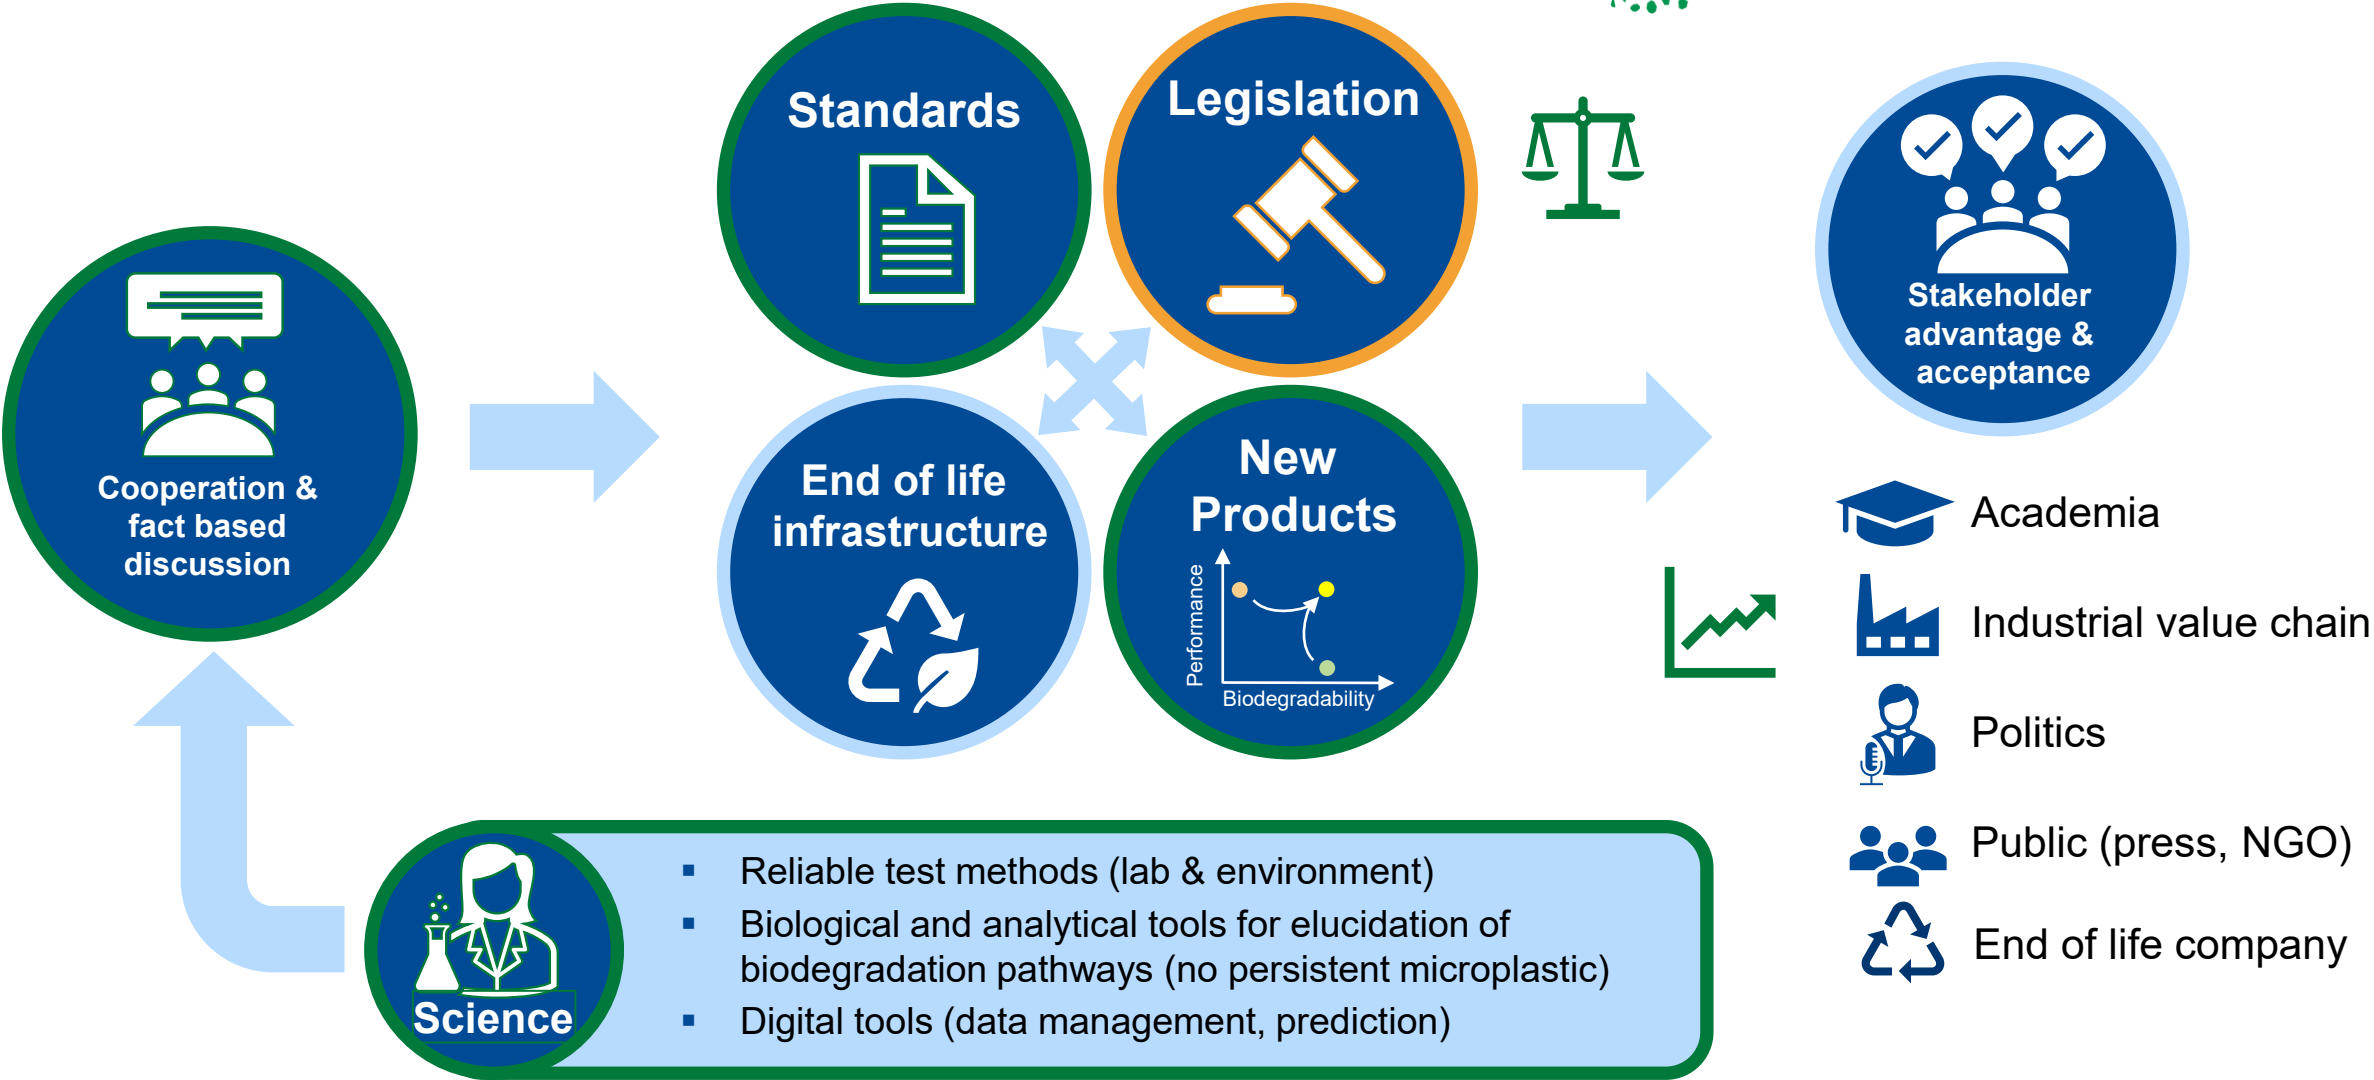 Cooperation &
fact based
discussion
Standards
Legislation
End of life
infrastructure
New
Products
Performance
Biodegradability
Stakeholder
advantage &
acceptance
Academia
Industrial value chain
Politics
Public (press, NGO)
End of life company
Science
▪ Reliable test methods (lab & environment)
▪ Biological and analytical tools for elucidation of
biodegradation pathways (no persistent microplastic)
▪ Digital tools (data management, prediction)